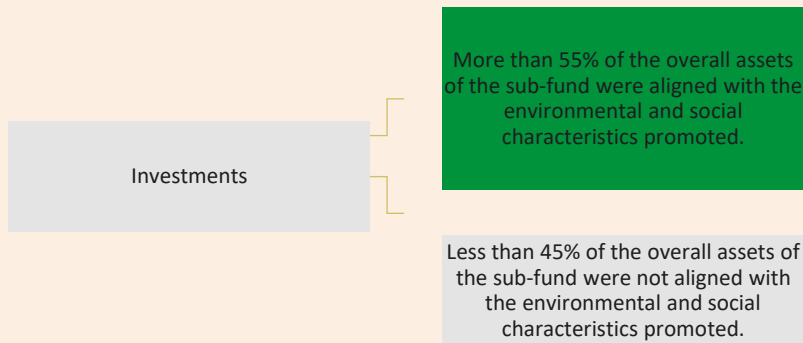 Investments
More than 55% of the overall assets
of the sub-fund were aligned with the
environmental and social
characteristics promoted.
Less than 45% of the overall assets of
the sub-fund were not aligned with
the environmental and social
characteristics promoted.